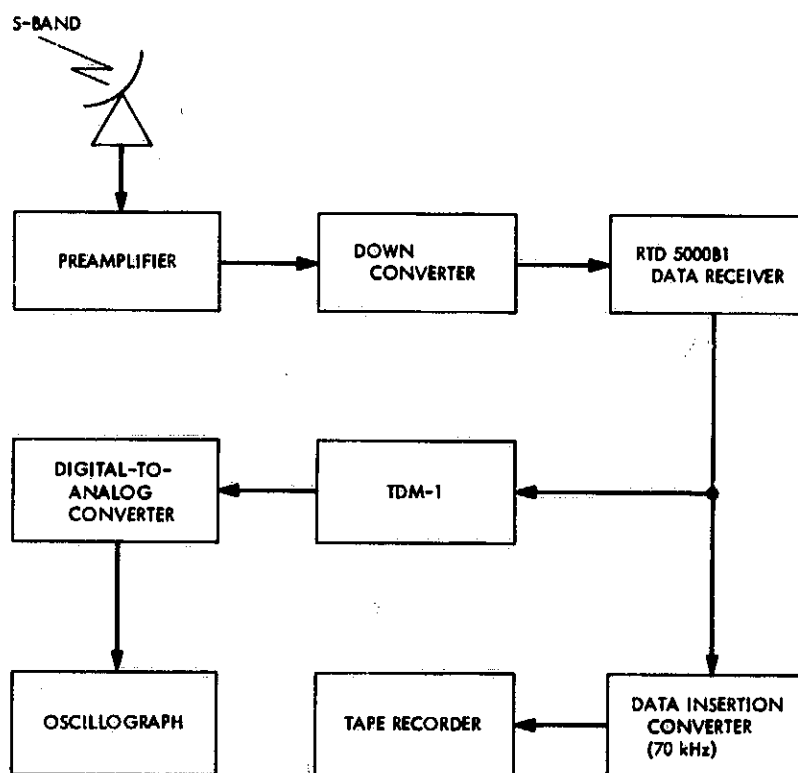 S-BAND
PREAMPLIFIER
DOWN
CONVERTER
RTD 5000B1
DATA RECEIVER
DIGITAL-TO-
ANALOG
CONVERTER
TDM-1
OSCILLOGRAPH
TAPE RECORDER
DATA INSERTION
CONVERTER
(70 kHz)